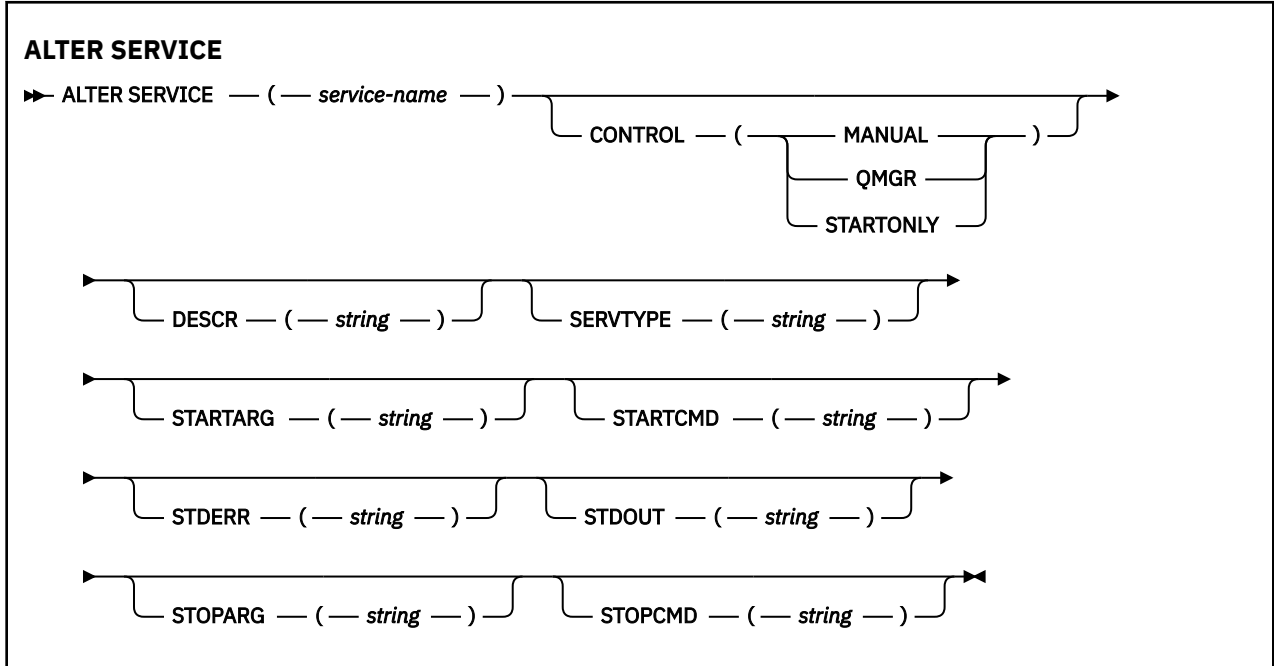 ALTER SERVICE
ALTER SERVICE ( service-name )
CONTROL ( MANUAL )
QMGR
STARTONLY
DESCR ( string ) SERVTYPE ( string )
STARTARG ( string ) STARTCMD ( string )
STDERR ( string ) STDOUT ( string )
STOPARG ( string ) STOPCMD ( string )